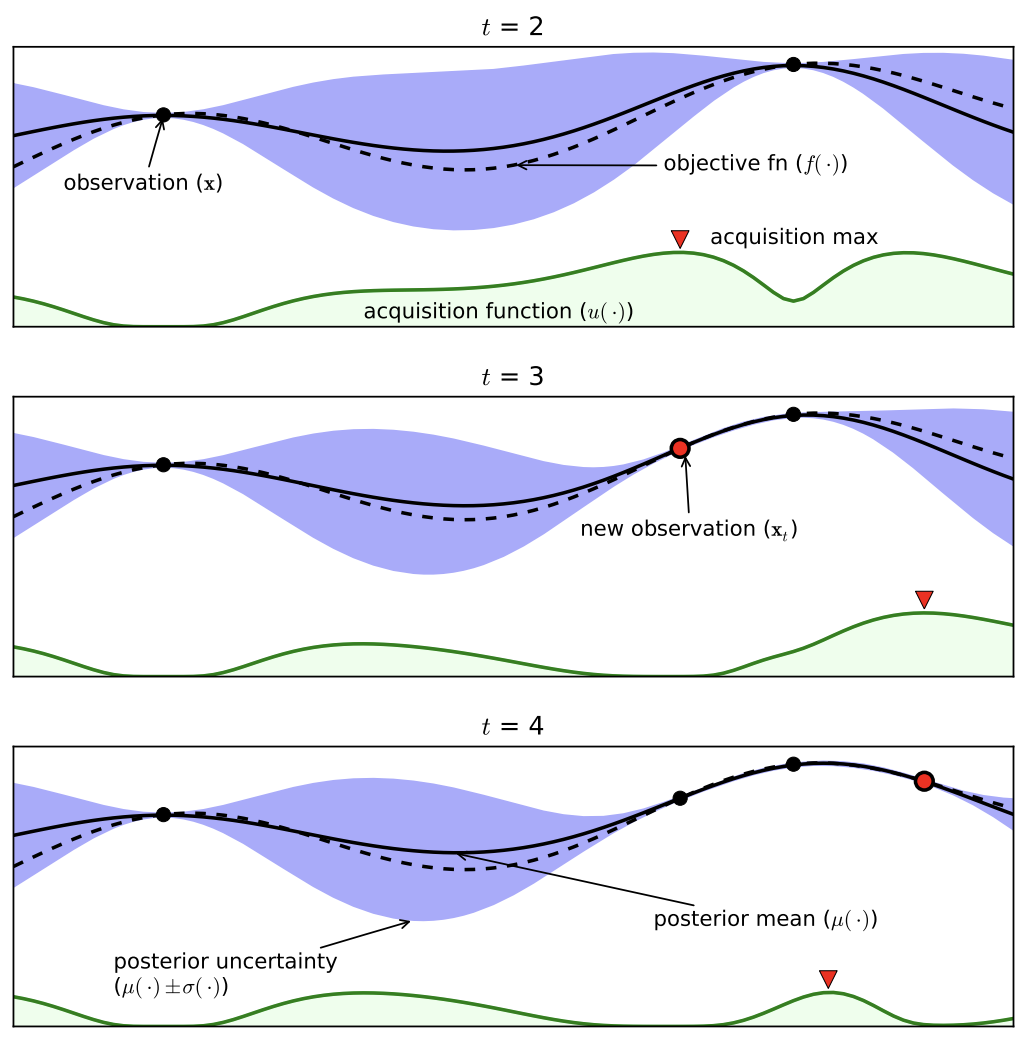 t = 2
observation (x)
objective fn (f(·))
acquisition max
acquisition function (u(·))
t = 3
new observation (xₜ)
t = 4
posterior mean (μ(·))
posterior uncertainty
(μ(·)±σ(·))